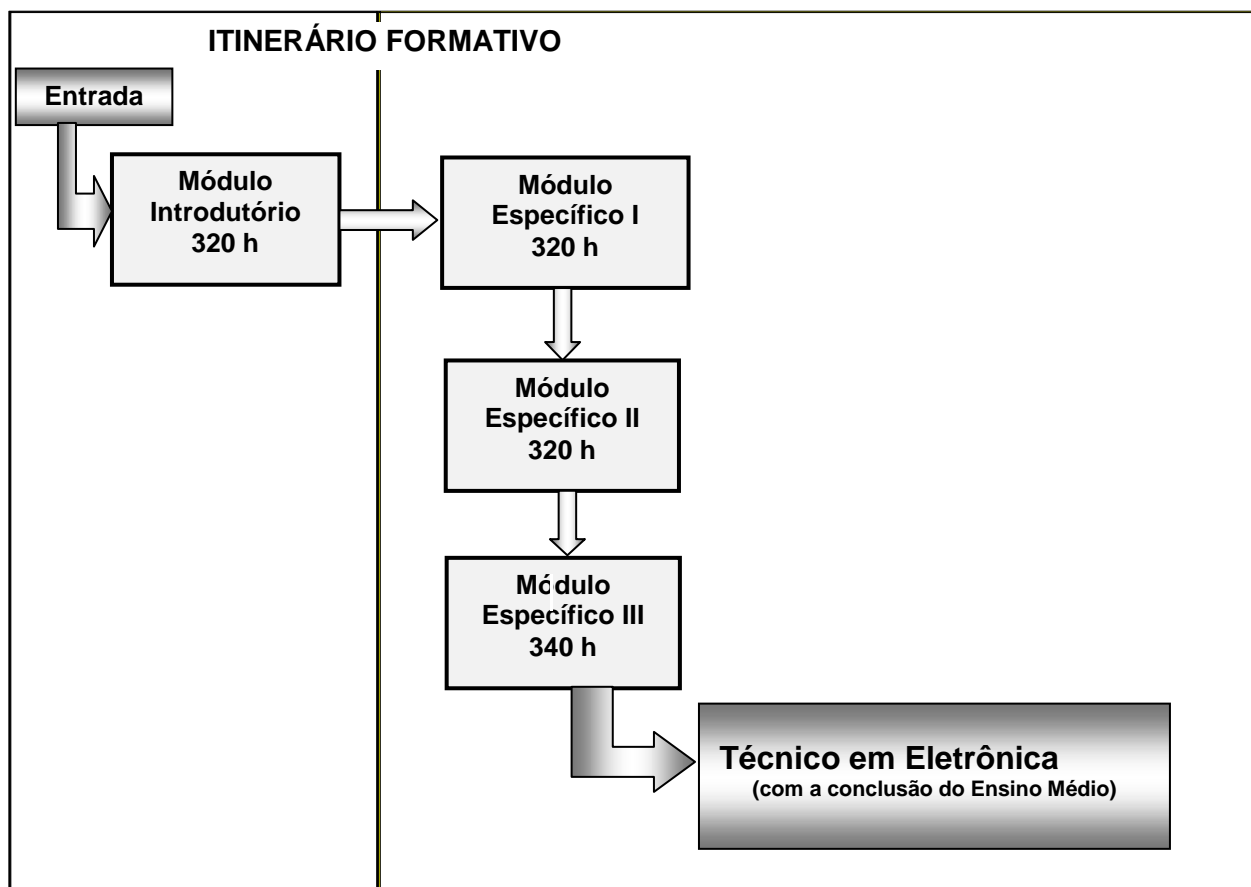 ITINERÁRIO FORMATIVO
Entrada
Módulo
Introdutório
320 h
Módulo
Específico I
320 h
Módulo
Específico II
320 h
Módulo
Específico III
340 h
Técnico em Eletrônica
(com a conclusão do Ensino Médio)